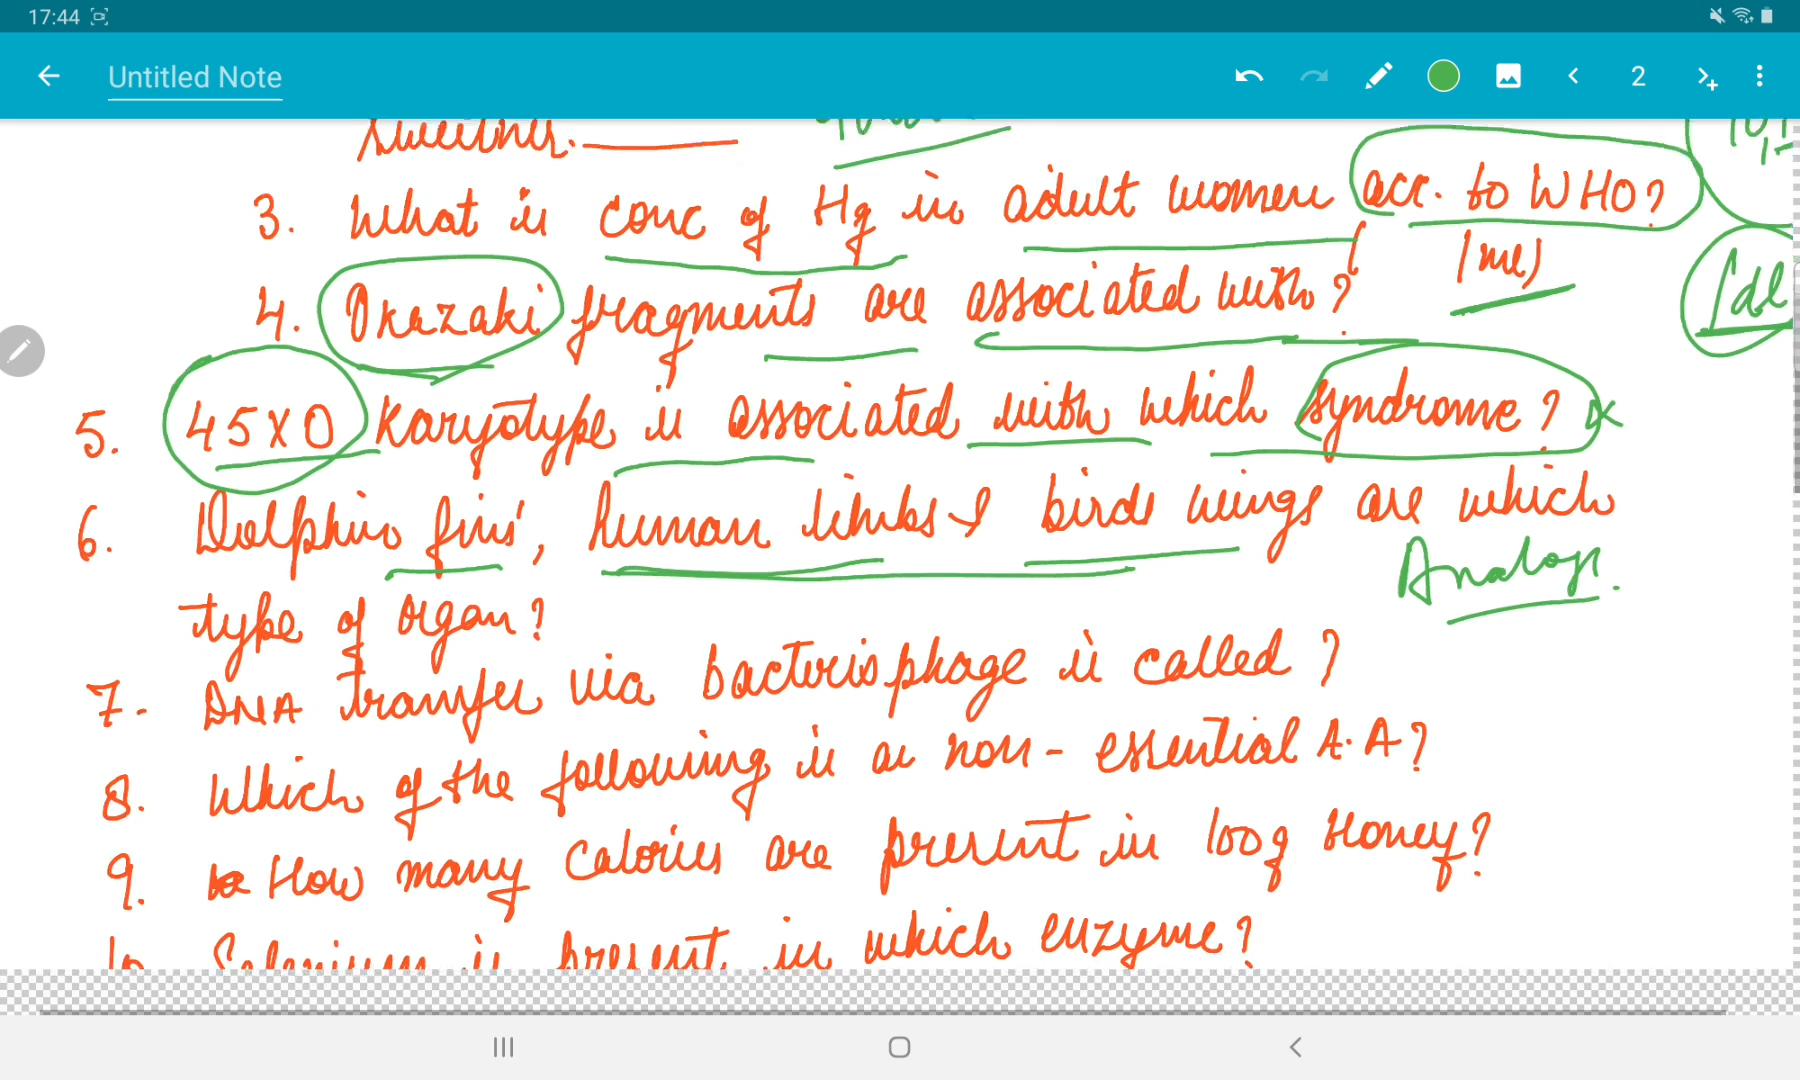 17:44
Untitled Note
2
Sweetner.
3. What is conc of Hg in adult women acc. to WHO?
4. Okazaki fragments are associated with?
5. 45XO Karyotype is associated with which syndrome?
6. Dolphin fins, human limbs & birds wings are which
Analog
type of organ?
7. DNA Transfer via bacteriophage is called?
8. Which of the following is a non-essential A.A?
9. How many calories are present in 100g Honey?
10 Selenium is present in which enzyme?